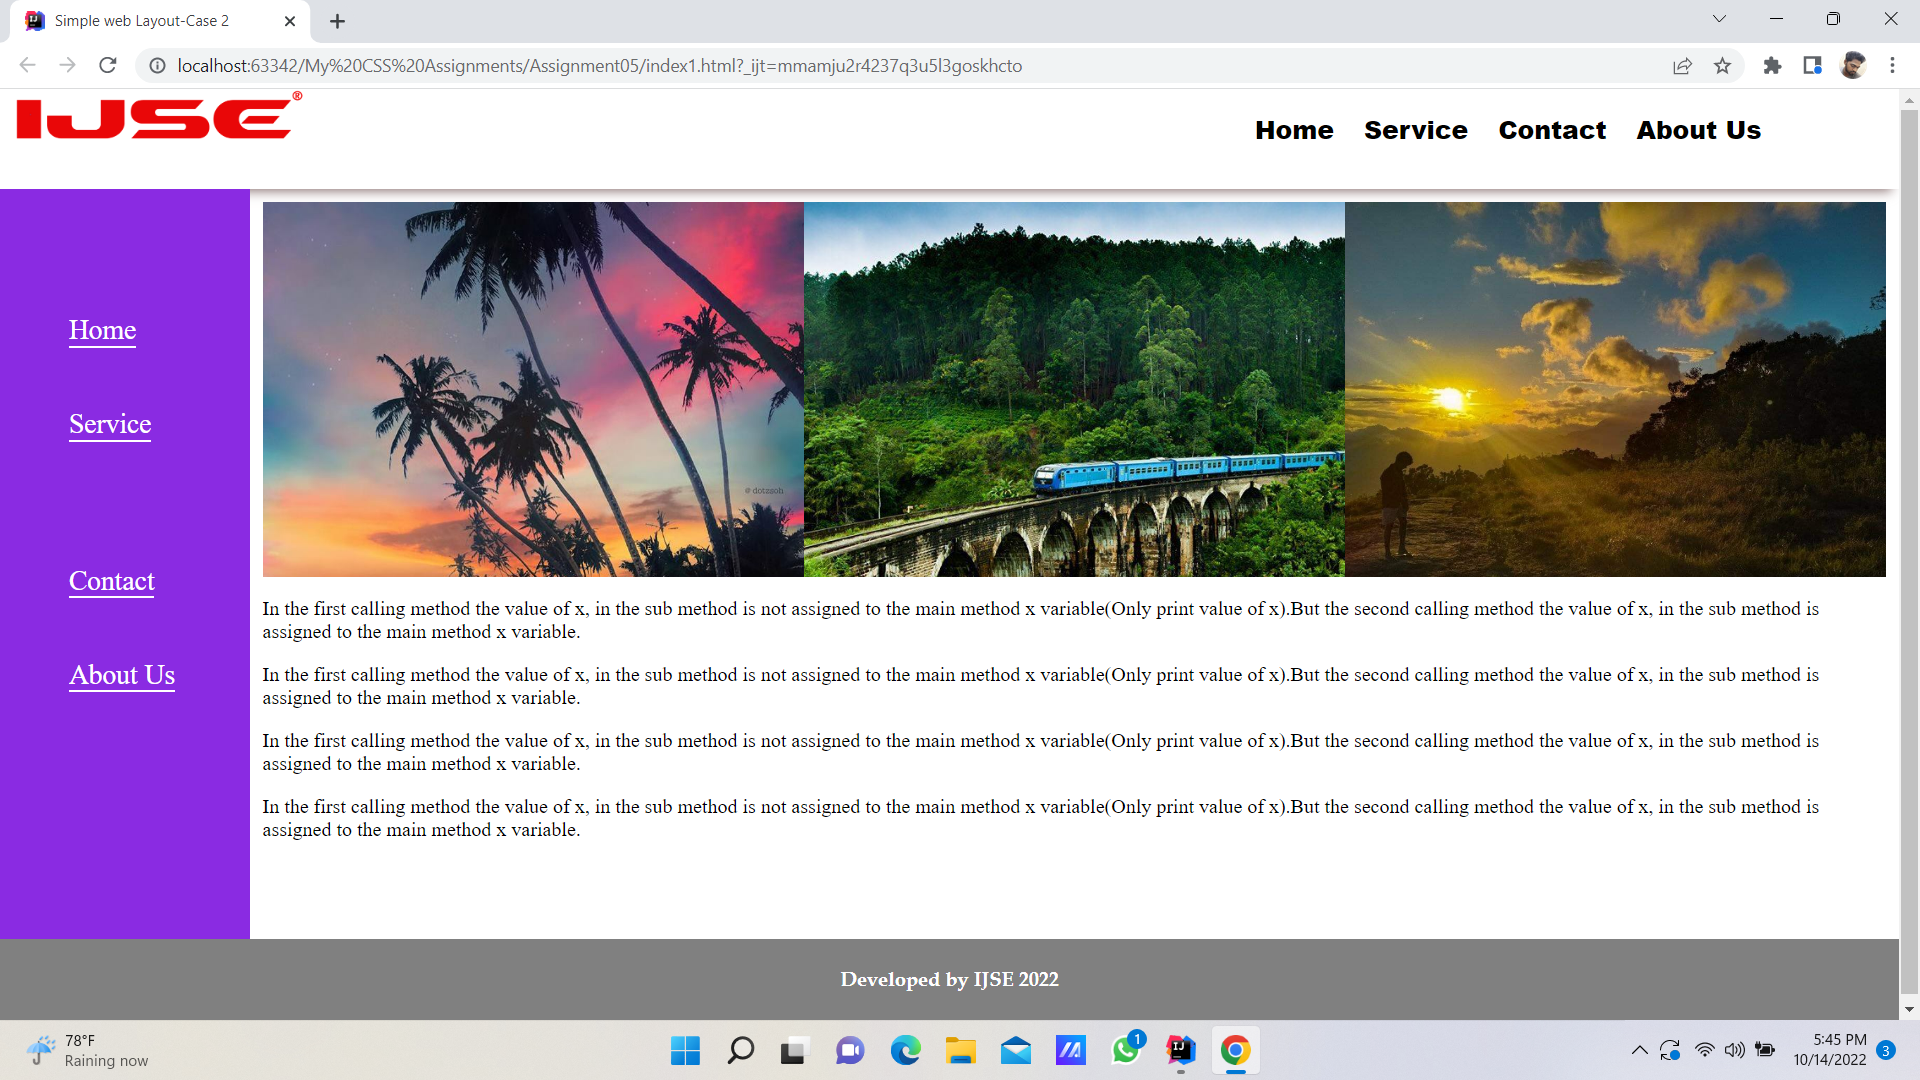 Simple web Layout-Case 2
localhost:63342/My%20CSS%20Assignments/Assignment05/index1.html?_ijt=mmamju2r4237q3u5l3goskhcto
IJSE®
Home Service Contact About Us
Home
Service
Contact
About Us
@ dotzsoh
In the first calling method the value of x, in the sub method is not assigned to the main method x variable(Only print value of x).But the second calling method the value of x, in the sub method is
assigned to the main method x variable.
In the first calling method the value of x, in the sub method is not assigned to the main method x variable(Only print value of x).But the second calling method the value of x, in the sub method is
assigned to the main method x variable.
In the first calling method the value of x, in the sub method is not assigned to the main method x variable(Only print value of x).But the second calling method the value of x, in the sub method is
assigned to the main method x variable.
In the first calling method the value of x, in the sub method is not assigned to the main method x variable(Only print value of x).But the second calling method the value of x, in the sub method is
assigned to the main method x variable.
Developed by IJSE 2022
78°F
Raining now
1
IJ
5:45 PM
10/14/2022
3